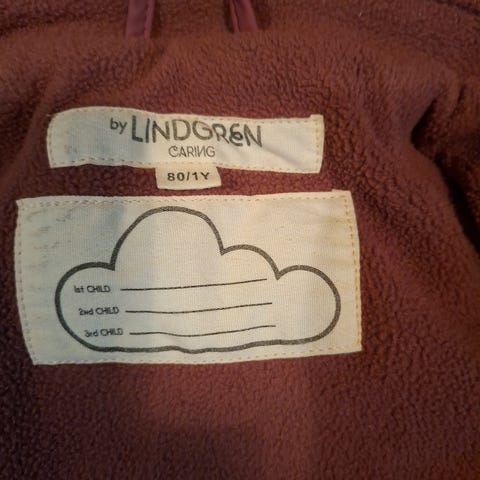 by LINDGREN
CARING
80/1Y
1st CHILD
2nd CHILD
3rd CHILD